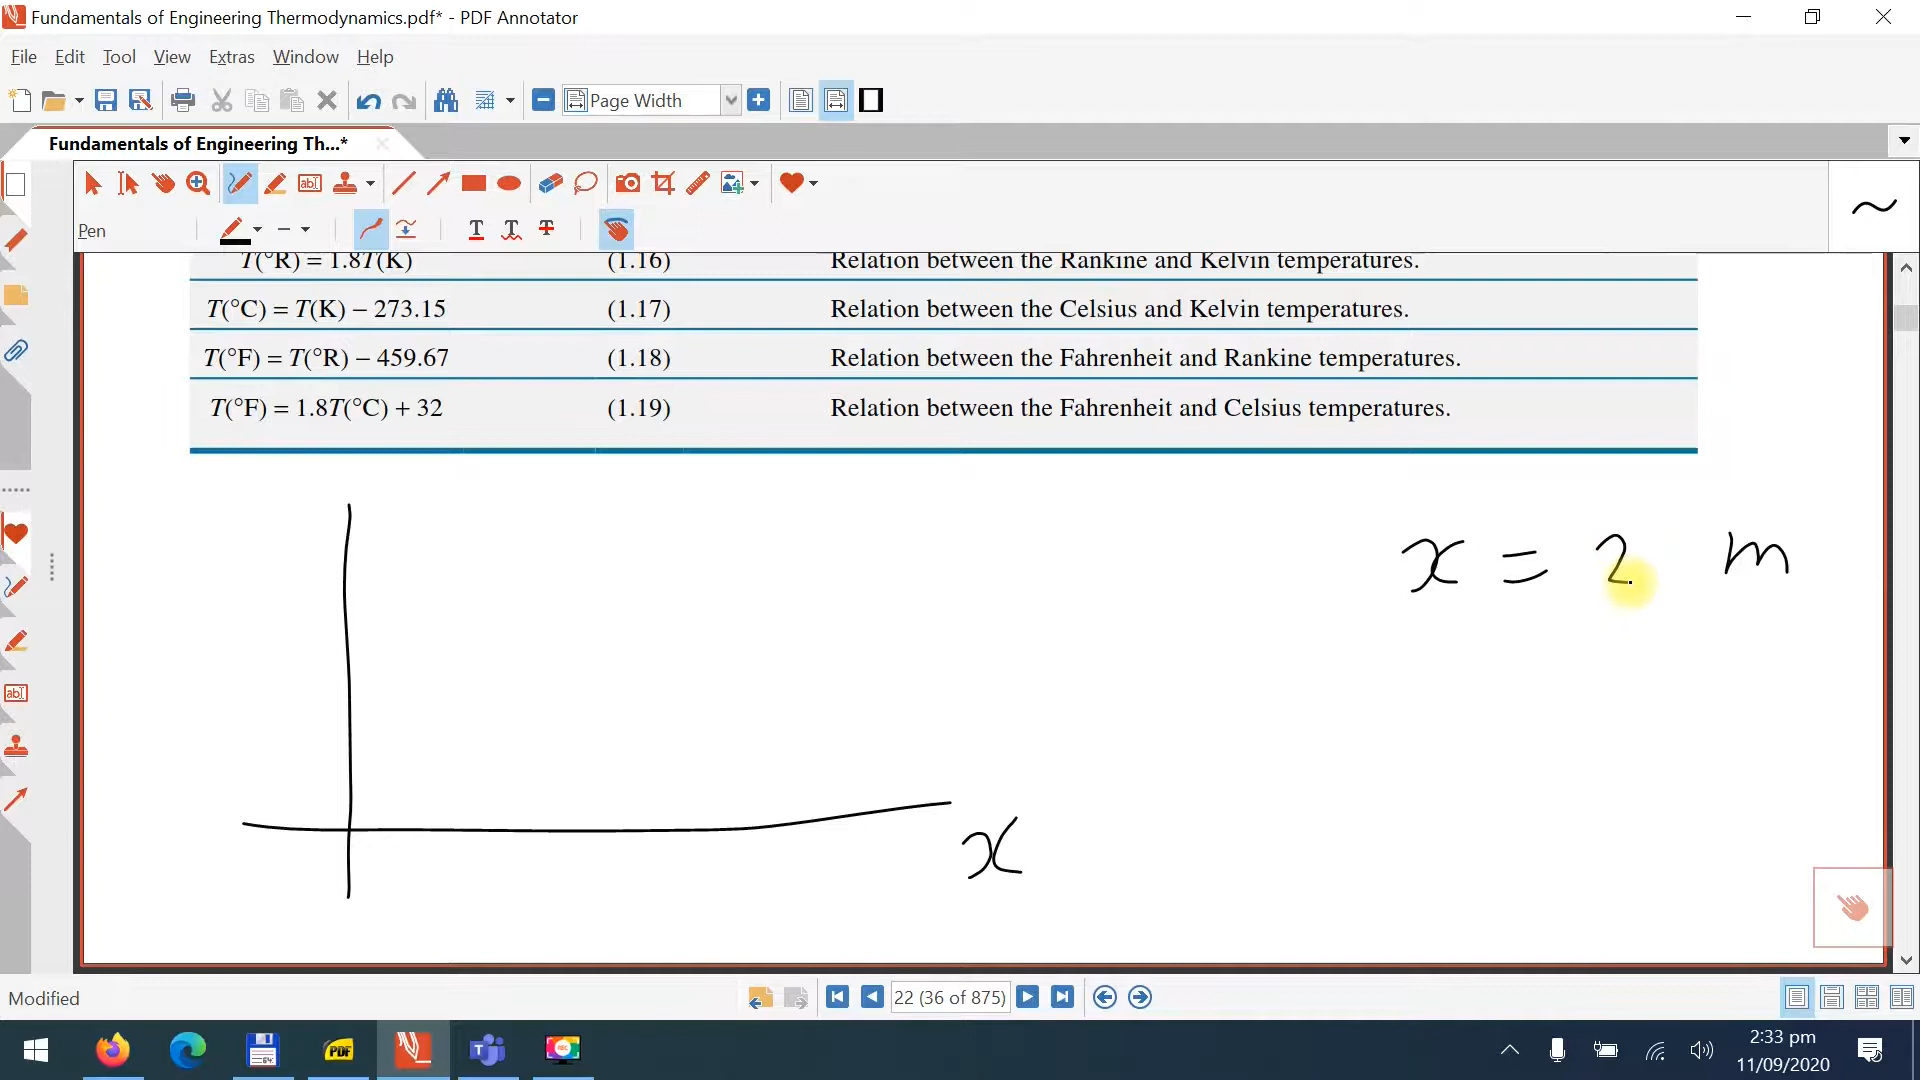 Fundamentals of Engineering Thermodynamics.pdf* - PDF Annotator
File Edit Tool View Extras Window Help
Page Width
Fundamentals of Engineering Th...*
Pen
T(°R) = 1.8T(K) (1.16) Relation between the Rankine and Kelvin temperatures.
T(°C) = T(K) − 273.15 (1.17) Relation between the Celsius and Kelvin temperatures.
T(°F) = T(°R) − 459.67 (1.18) Relation between the Fahrenheit and Rankine temperatures.
T(°F) = 1.8T(°C) + 32 (1.19) Relation between the Fahrenheit and Celsius temperatures.
x = 2 m
x
Modified
22 (36 of 875)
2:33 pm
11/09/2020